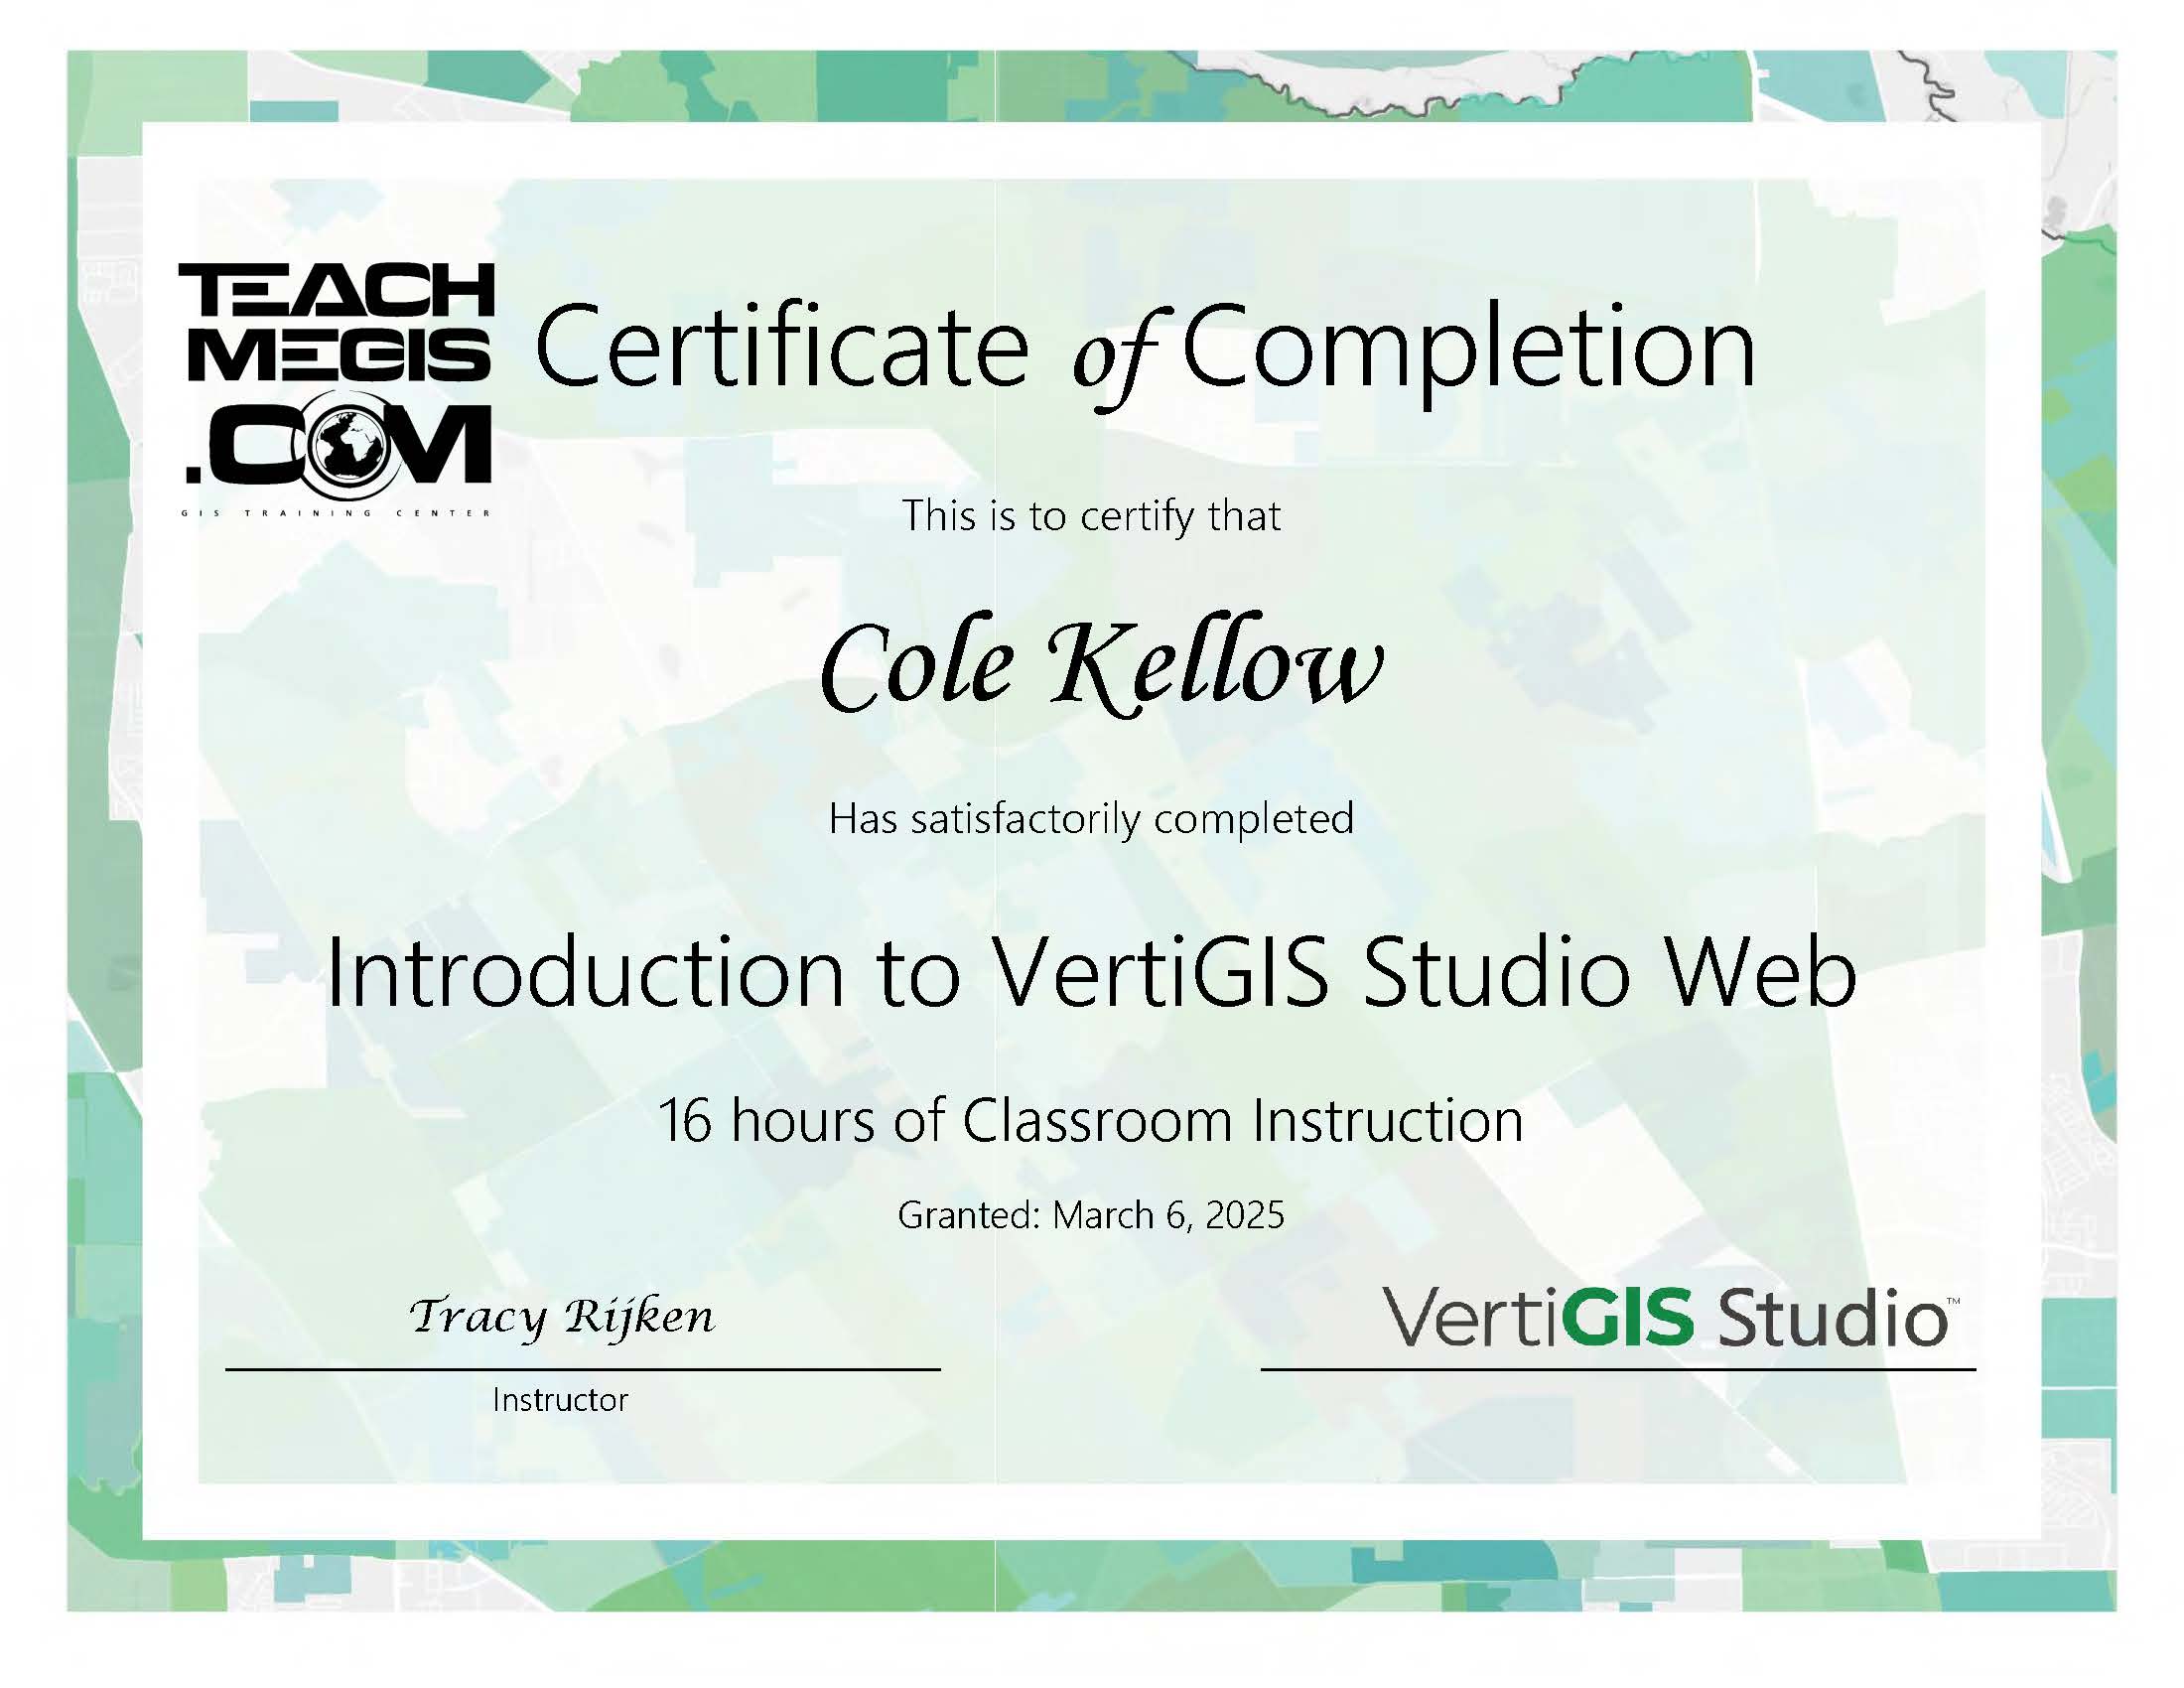 TEACH
MEGIS
.COM
GIS TRAINING CENTER
Certificate of Completion
This is to certify that
Cole Kellow
Has satisfactorily completed
Introduction to VertiGIS Studio Web
16 hours of Classroom Instruction
Granted: March 6, 2025
Tracy Rijken
Instructor
VertiGIS Studio™